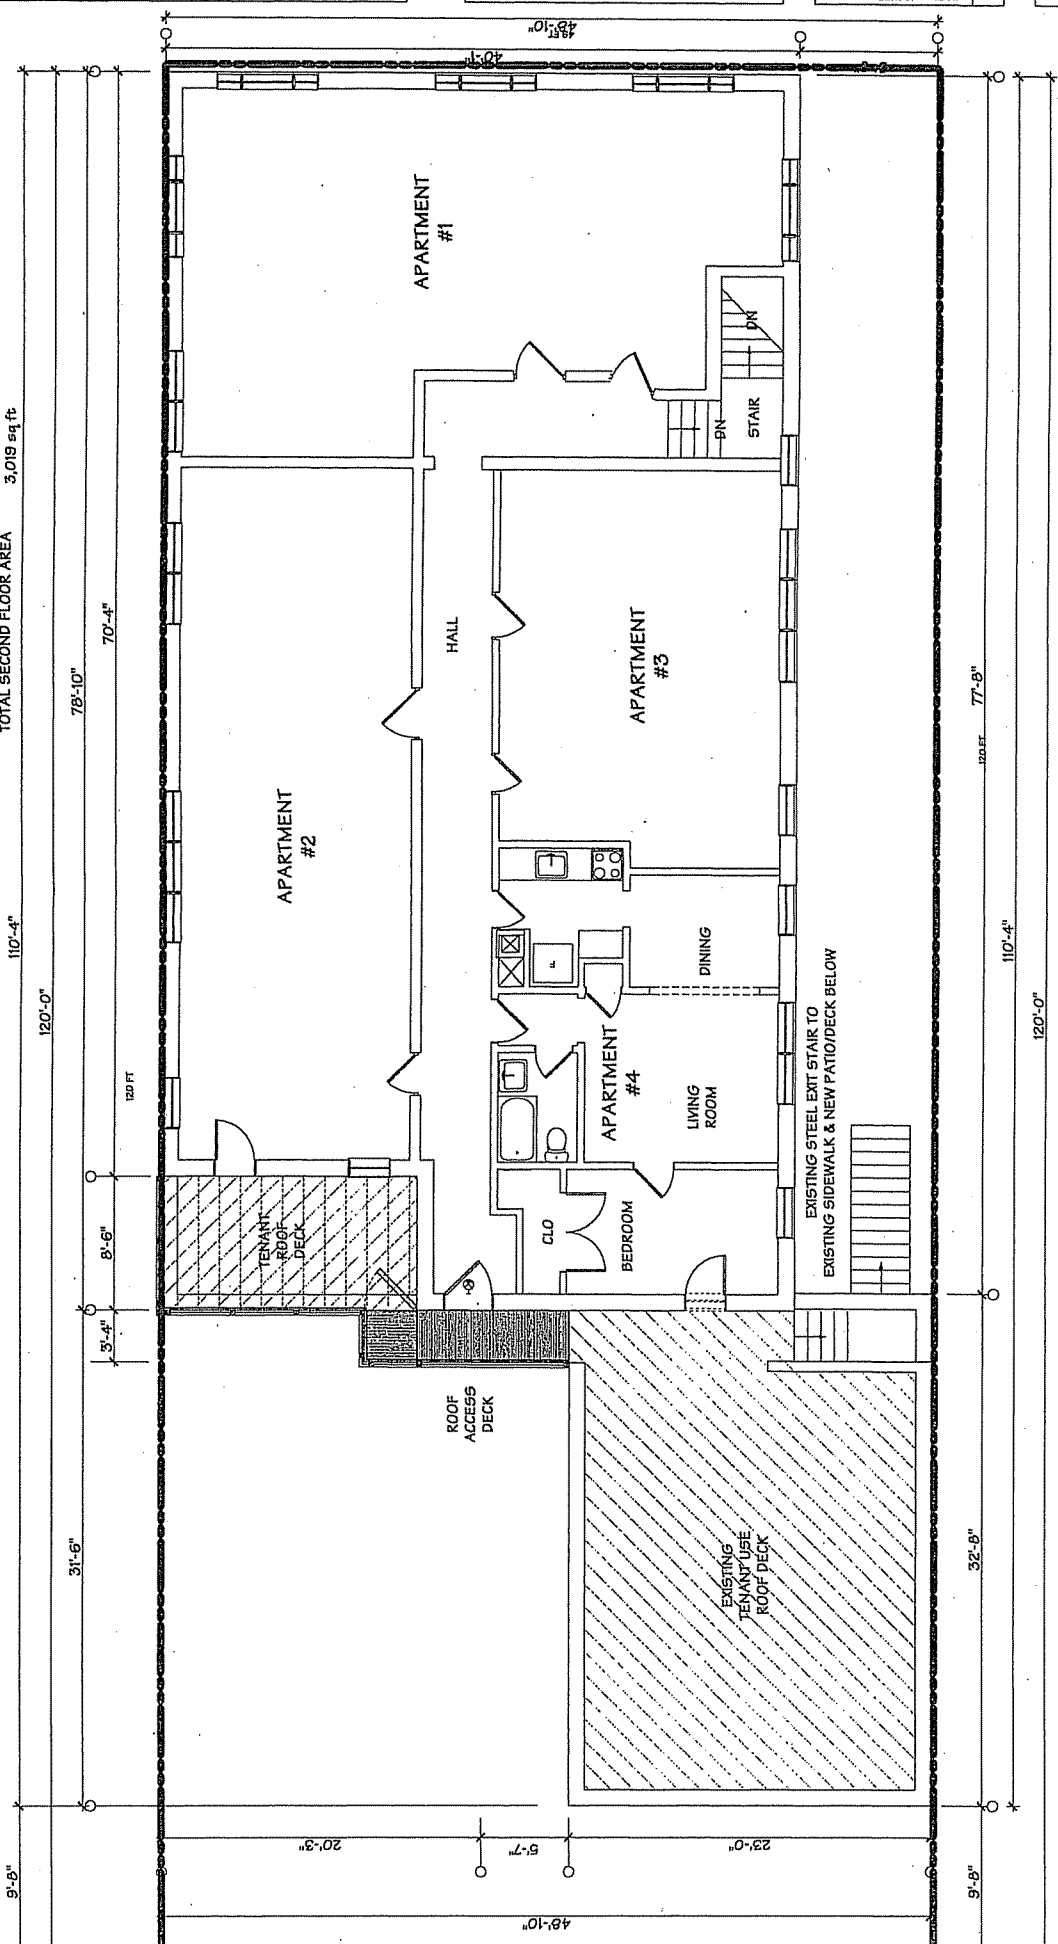 48'-10"
48 FT
40'-1"
TOTAL SECOND FLOOR AREA 3,019 sq ft
APARTMENT
#1
DN
DN
STAIR
HALL
APARTMENT
#2
APARTMENT
#3
DINING
APARTMENT
#4
LIVING
ROOM
CLO
BEDROOM
TENANT
ROOF
DECK
ROOF
ACCESS
DECK
EXISTING
TENANT USE
ROOF DECK
EXISTING STEEL EXIT STAIR TO
EXISTING SIDEWALK & NEW PATIO/DECK BELOW
70'-4"
78'-10"
110'-4"
120'-0"
120 FT
8'-6"
3'-4"
31'-6"
9'-8"
77'-8"
120 FT
110'-4"
120'-0"
32'-8"
9'-8"
20'-3"
5'-7"
23'-0"
48'-10"